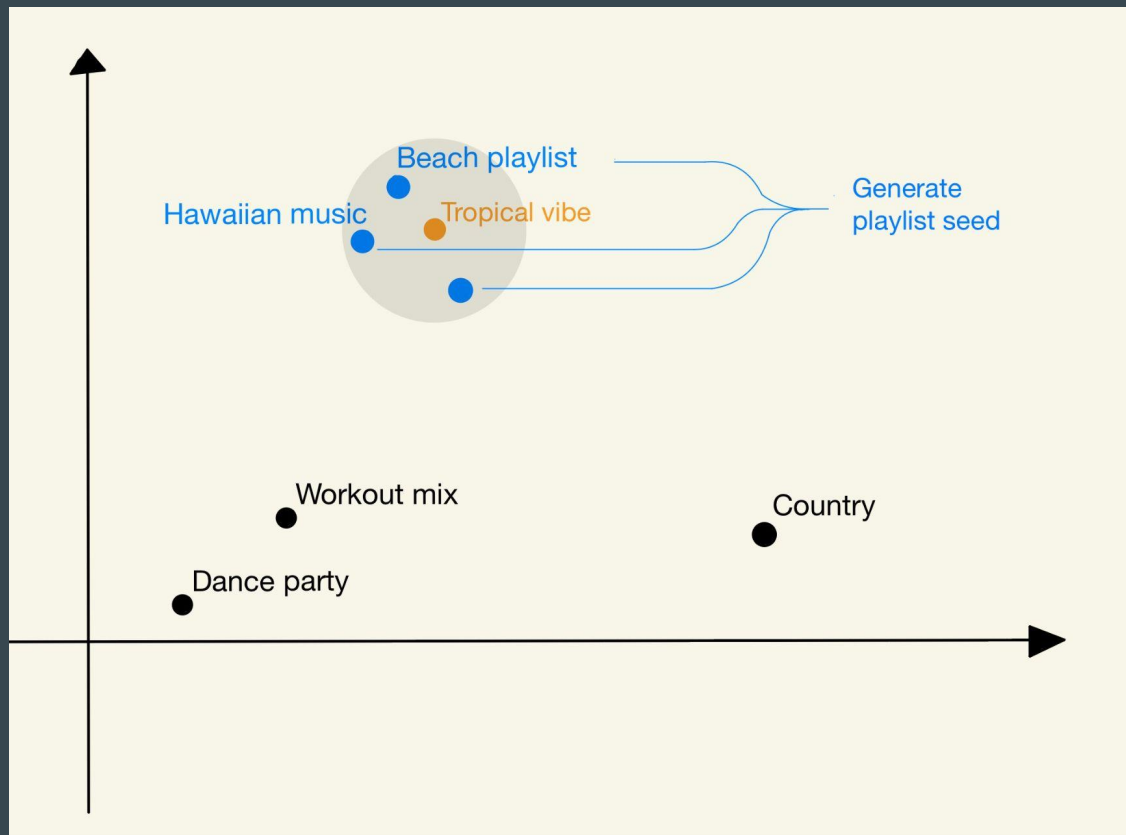 Beach playlist
Hawaiian music
Tropical vibe
Generate
playlist seed
Workout mix
Country
Dance party